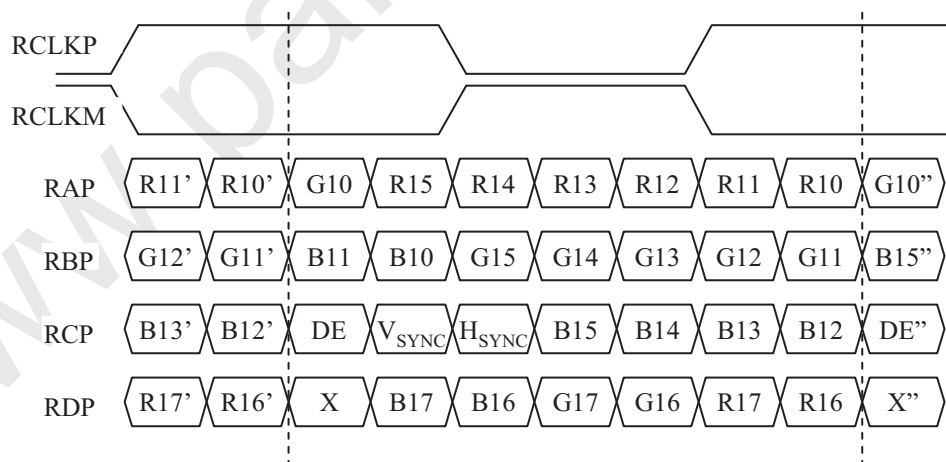 RCLKP
RCLKM
RAP R11’ R10’ G10 R15 R14 R13 R12 R11 R10 G10”
RBP G12’ G11’ B11 B10 G15 G14 G13 G12 G11 B15”
RCP B13’ B12’ DE VSYNC HSYNC B15 B14 B13 B12 DE”
RDP R17’ R16’ X B17 B16 G17 G16 R17 R16 X”